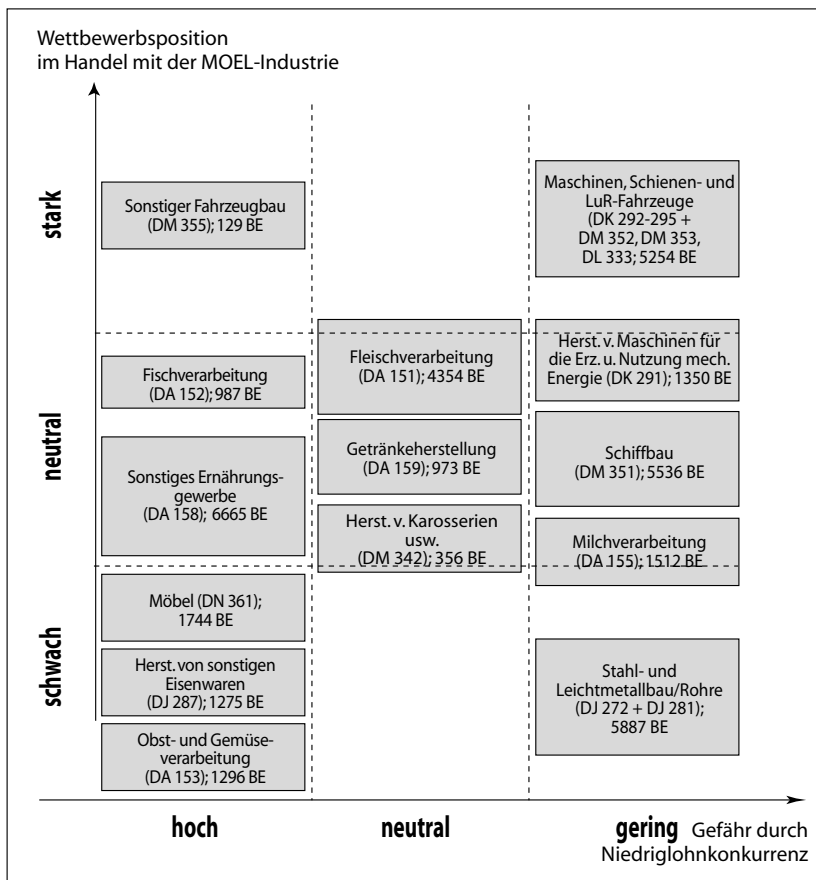 Wettbewerbsposition
im Handel mit der MOEL-Industrie
stark
Sonstiger Fahrzeugbau
(DM 355); 129 BE
Maschinen, Schienen- und
LuR-Fahrzeuge
(DK 292-295 +
DM 352, DM 353,
DL 333; 5254 BE
neutral
Fischverarbeitung
(DA 152); 987 BE
Sonstiges Ernährungs-
gewerbe
(DA 158); 6665 BE
Fleischverarbeitung
(DA 151); 4354 BE
Getränkeherstellung
(DA 159); 973 BE
Herst. v. Karosserien
usw.
(DM 342); 356 BE
Herst. v. Maschinen für
die Erz. u. Nutzung mech.
Energie (DK 291); 1350 BE
Schiffbau
(DM 351); 5536 BE
Milchverarbeitung
(DA 155); 1512 BE
schwach
Möbel (DN 361);
1744 BE
Herst. von sonstigen
Eisenwaren
(DJ 287); 1275 BE
Obst- und Gemüse-
verarbeitung
(DA 153); 1296 BE
Stahl- und
Leichtmetallbau/Rohre
(DJ 272 + DJ 281);
5887 BE
hoch
neutral
gering
Gefähr durch
Niedriglohnkonkurrenz